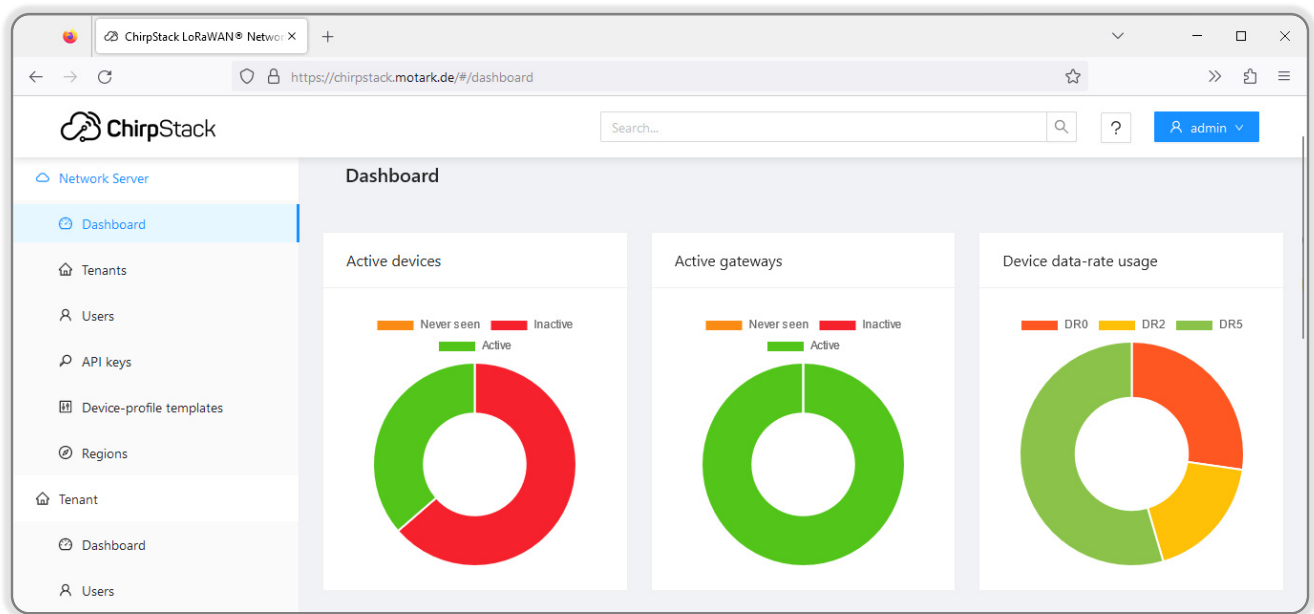 ChirpStack LoRaWAN® Networ
https://chirpstack.motark.de/#/dashboard
ChirpStack
Search...
?
admin
Network Server
Dashboard
Tenants
Users
API keys
Device-profile templates
Regions
Tenant
Dashboard
Users
Dashboard
Active devices
Never seen Inactive
Active
Active gateways
Never seen Inactive
Active
Device data-rate usage
DR0 DR2 DR5